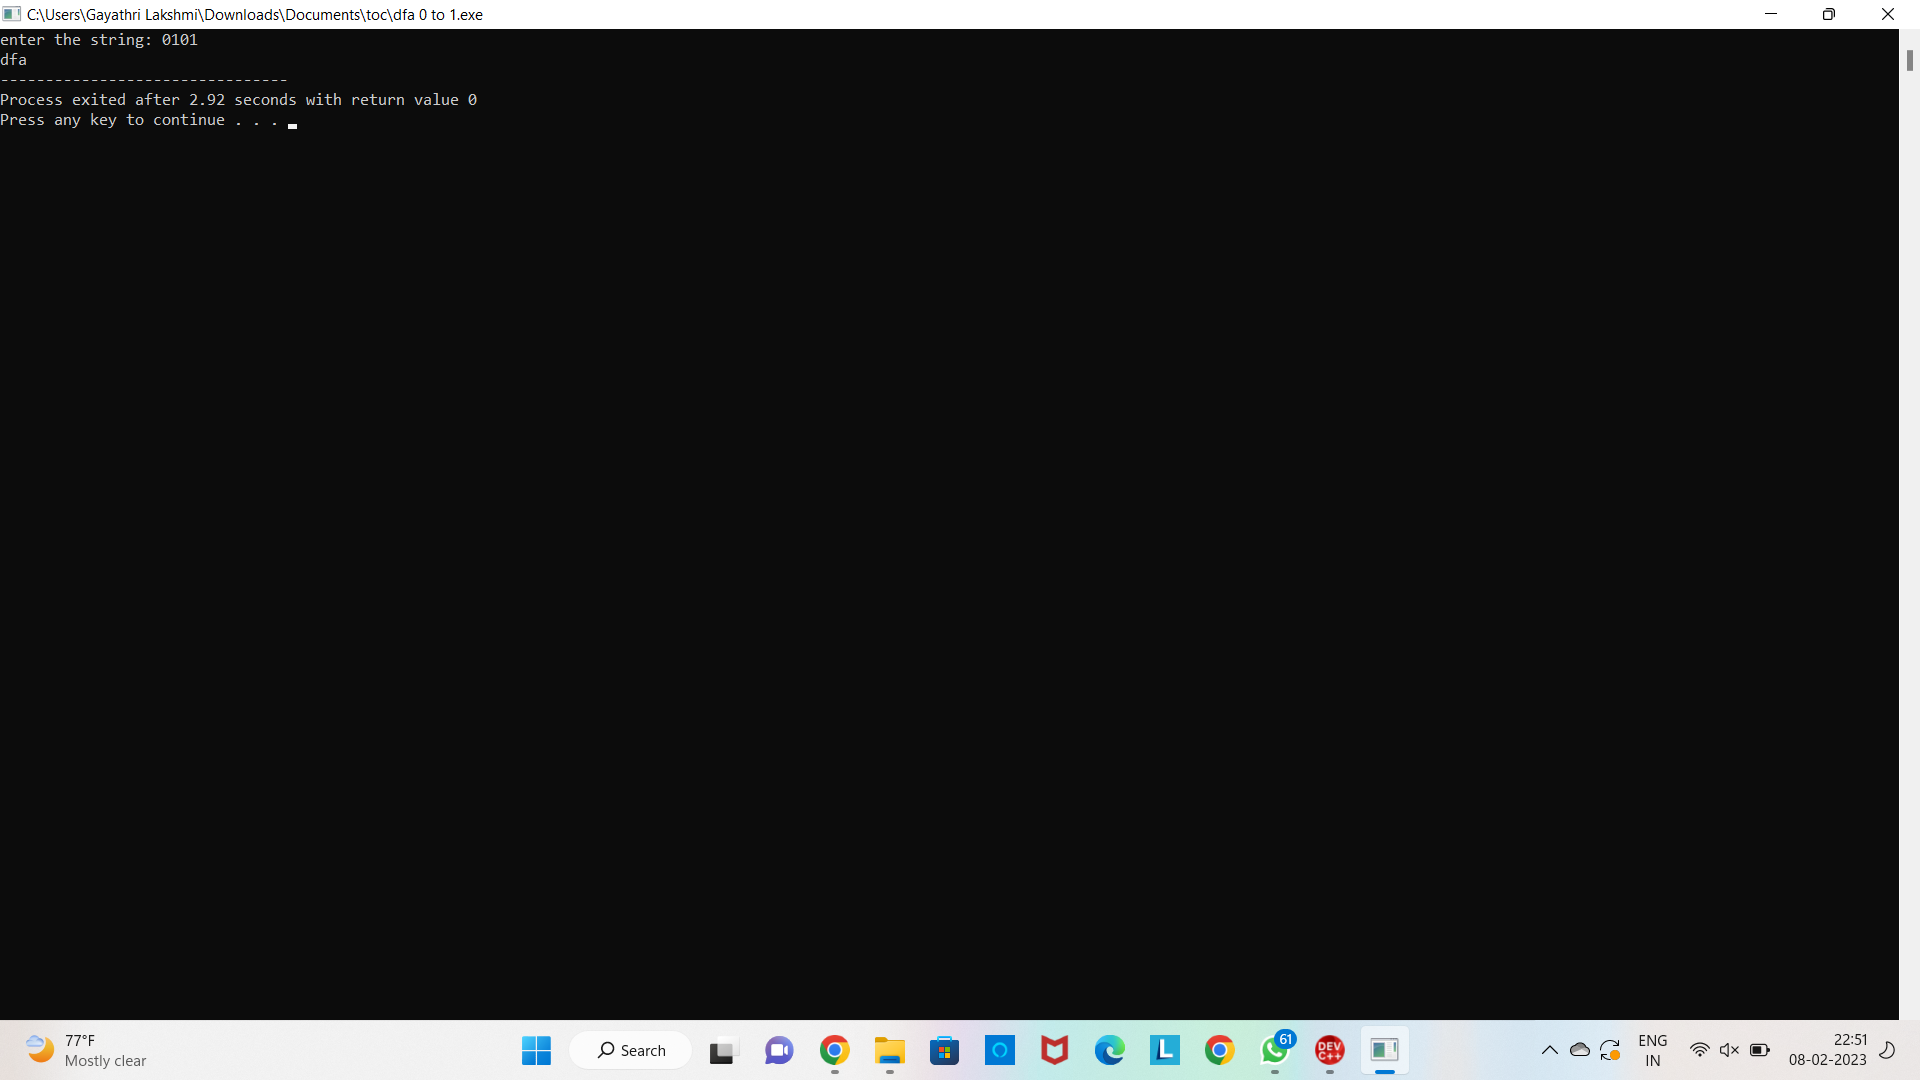 C:\Users\Gayathri Lakshmi\Downloads\Documents\toc\dfa 0 to 1.exe
enter the string: 0101
dfa
--------------------------------
Process exited after 2.92 seconds with return value 0
Press any key to continue . . .
77°F
Mostly clear
Search
L
61
DEV
C++
ENG
IN
22:51
08-02-2023